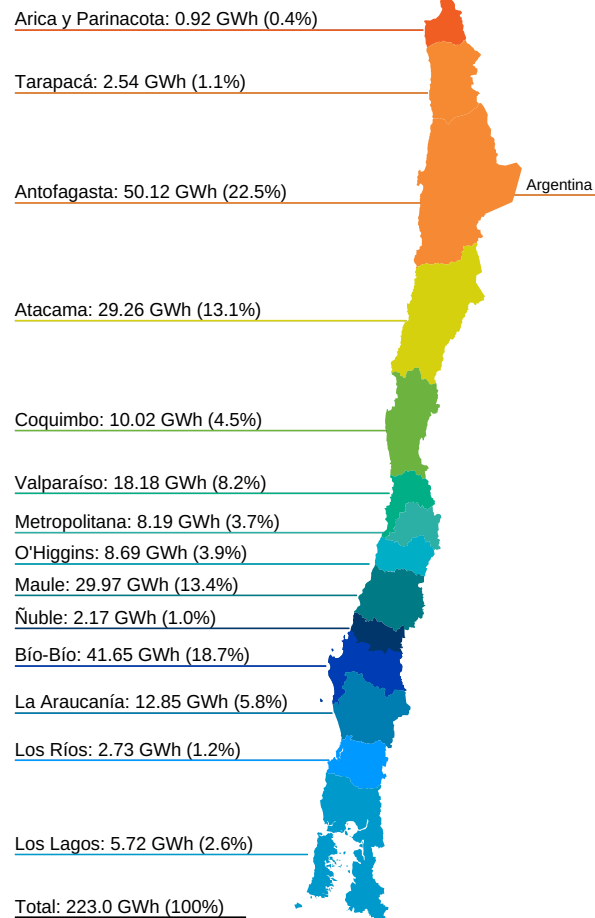 Arica y Parinacota: 0.92 GWh (0.4%)
Tarapacá: 2.54 GWh (1.1%)
Antofagasta: 50.12 GWh (22.5%)
Argentina
Atacama: 29.26 GWh (13.1%)
Coquimbo: 10.02 GWh (4.5%)
Valparaíso: 18.18 GWh (8.2%)
Metropolitana: 8.19 GWh (3.7%)
O'Higgins: 8.69 GWh (3.9%)
Maule: 29.97 GWh (13.4%)
Ñuble: 2.17 GWh (1.0%)
Bío-Bío: 41.65 GWh (18.7%)
La Araucanía: 12.85 GWh (5.8%)
Los Ríos: 2.73 GWh (1.2%)
Los Lagos: 5.72 GWh (2.6%)
Total: 223.0 GWh (100%)